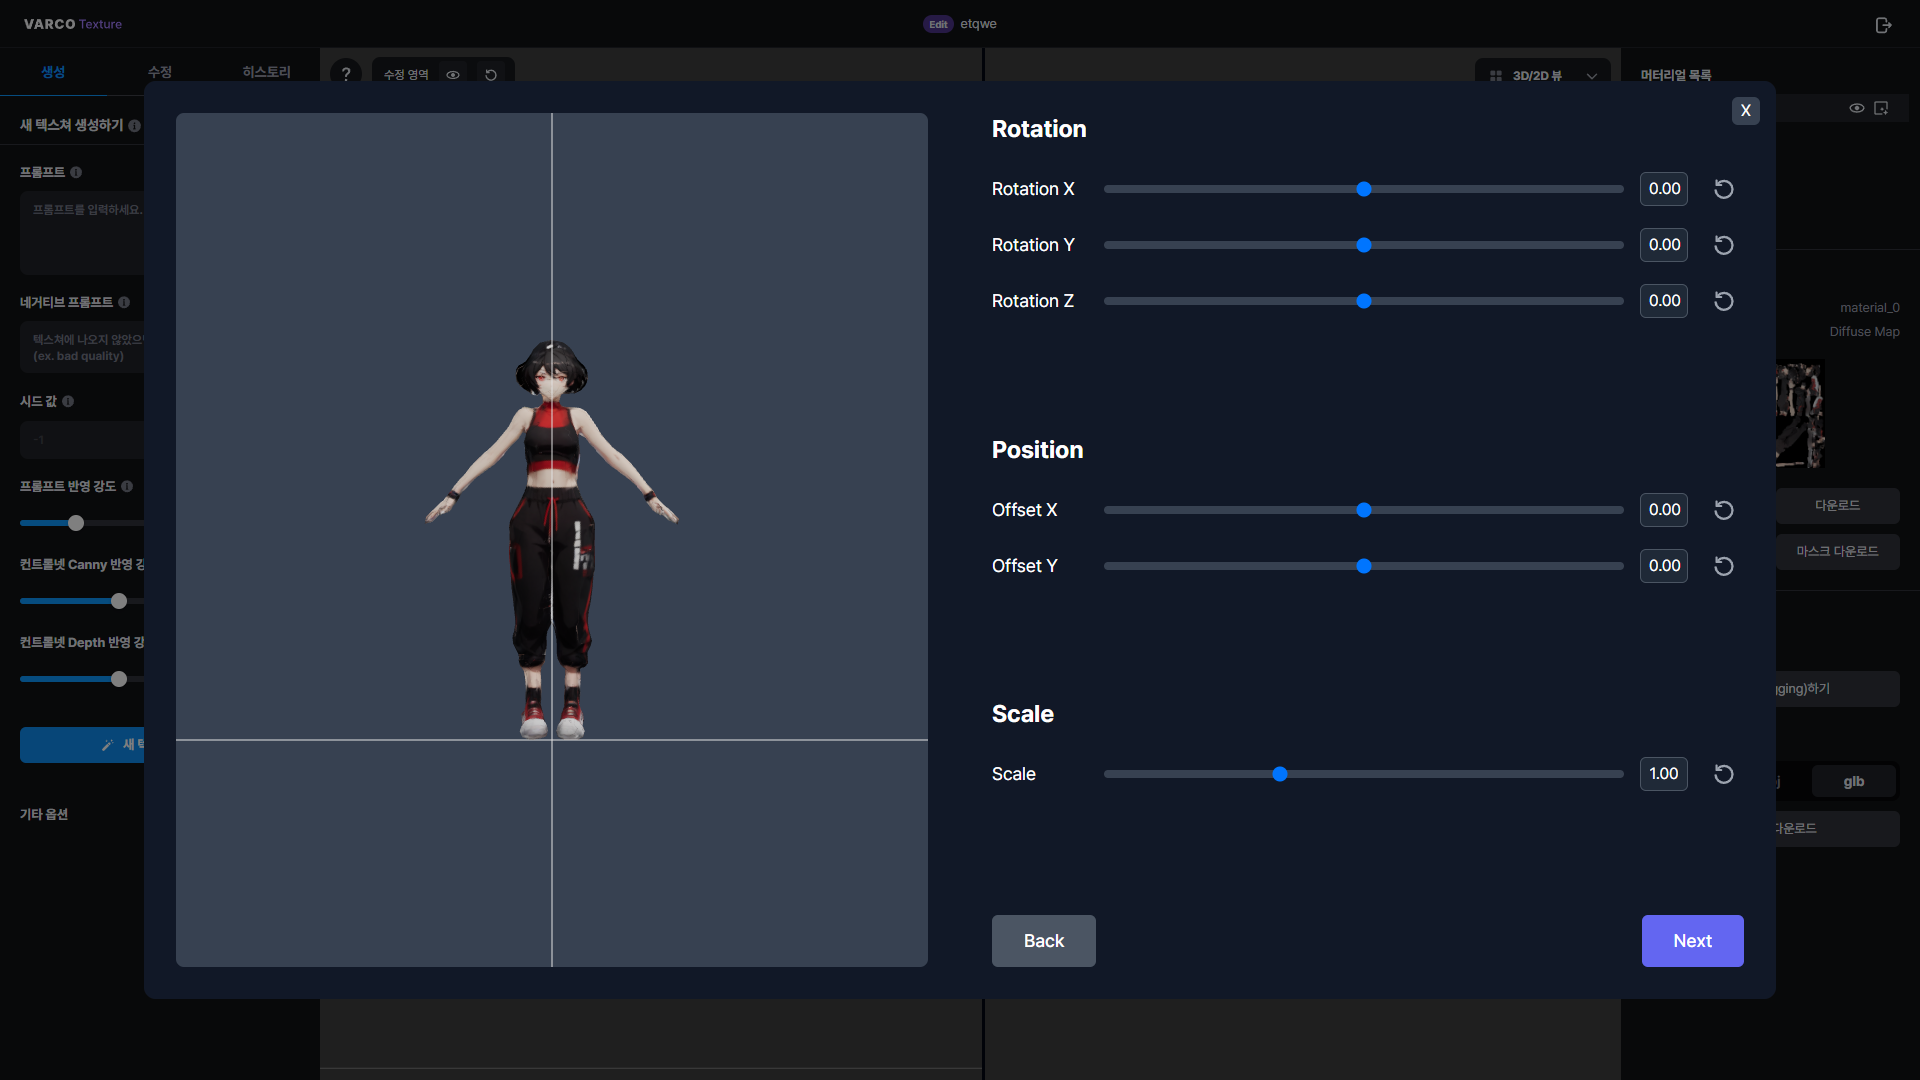 VARCO Texture
Edit etqwe
생성 수정 히스토리
? 수정 영역
3D/2D 뷰
머터리얼 목록
X
새 텍스쳐 생성하기
프롬프트
프롬프트를 입력하세요.
네거티브 프롬프트
텍스쳐에 나오지 않았으
(ex. bad quality)
시드 값
-1
프롬프트 반영 강도
컨트롤넷 Canny 반영 강
컨트롤넷 Depth 반영 강
새 텍
기타 옵션
Rotation
Rotation X 0.00
Rotation Y 0.00
Rotation Z 0.00
Position
Offset X 0.00
Offset Y 0.00
Scale
Scale 1.00
Back Next
material_0
Diffuse Map
다운로드
마스크 다운로드
gging)하기
j glb
다운로드